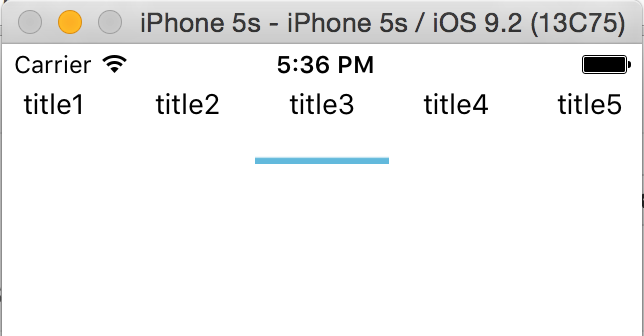 iPhone 5s - iPhone 5s / iOS 9.2 (13C75)
Carrier 5:36 PM
title1 title2 title3 title4 title5